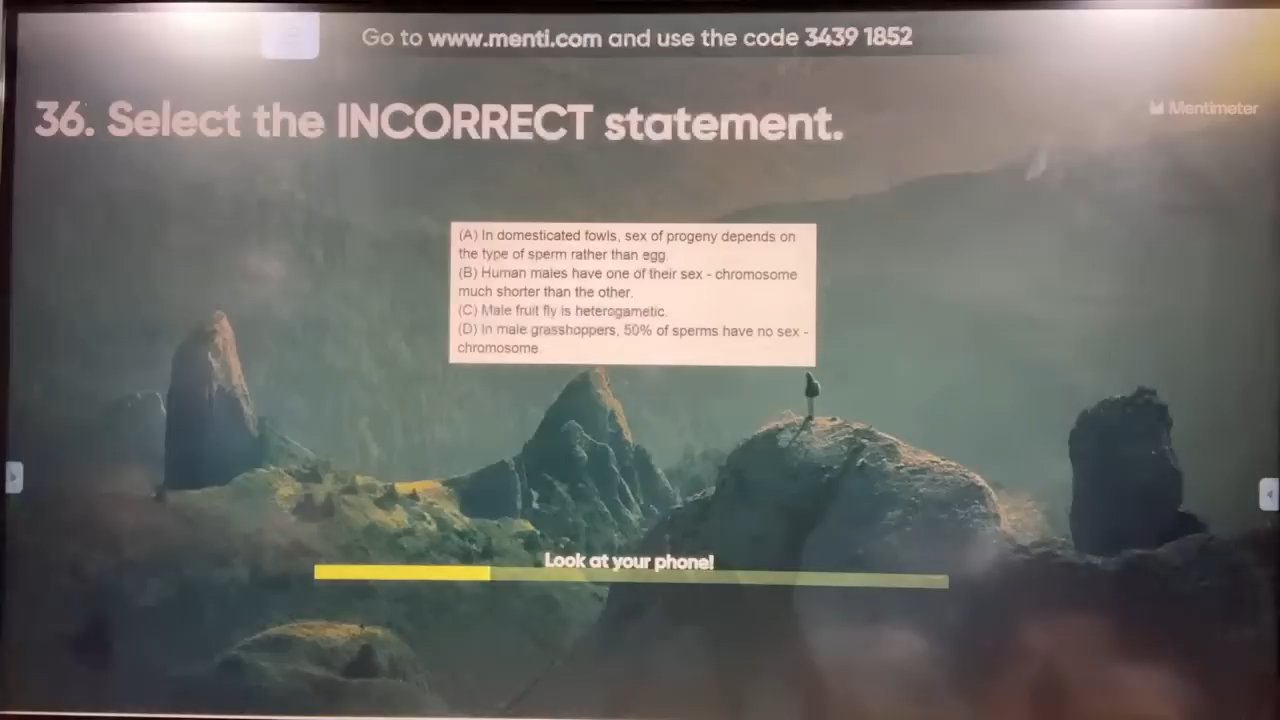 Go to www.menti.com and use the code 3439 1852
36. Select the INCORRECT statement.
Mentimeter
(A) In domesticated fowls, sex of progeny depends on
the type of sperm rather than egg.
(B) Human males have one of their sex - chromosome
much shorter than the other.
(C) Male fruit fly is heterogametic.
(D) In male grasshoppers, 50% of sperms have no sex -
chromosome.
Look at your phone!